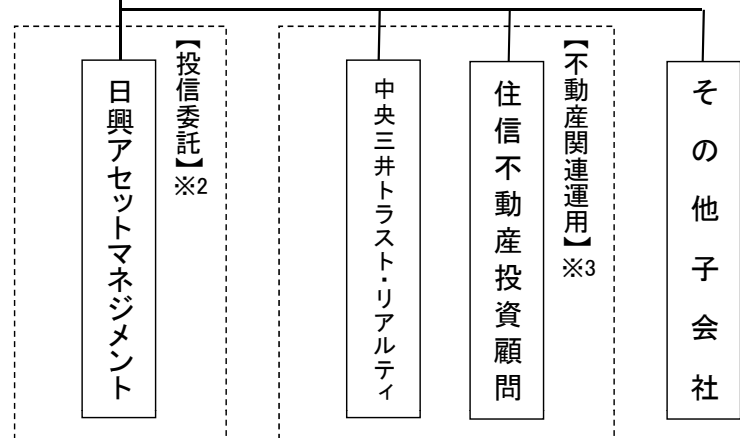 日興アセットマネジメント
【投信委託】※2
中央三井トラスト・リアルティ
住信不動産投資顧問
【不動産関連運用】※3
その他子会社